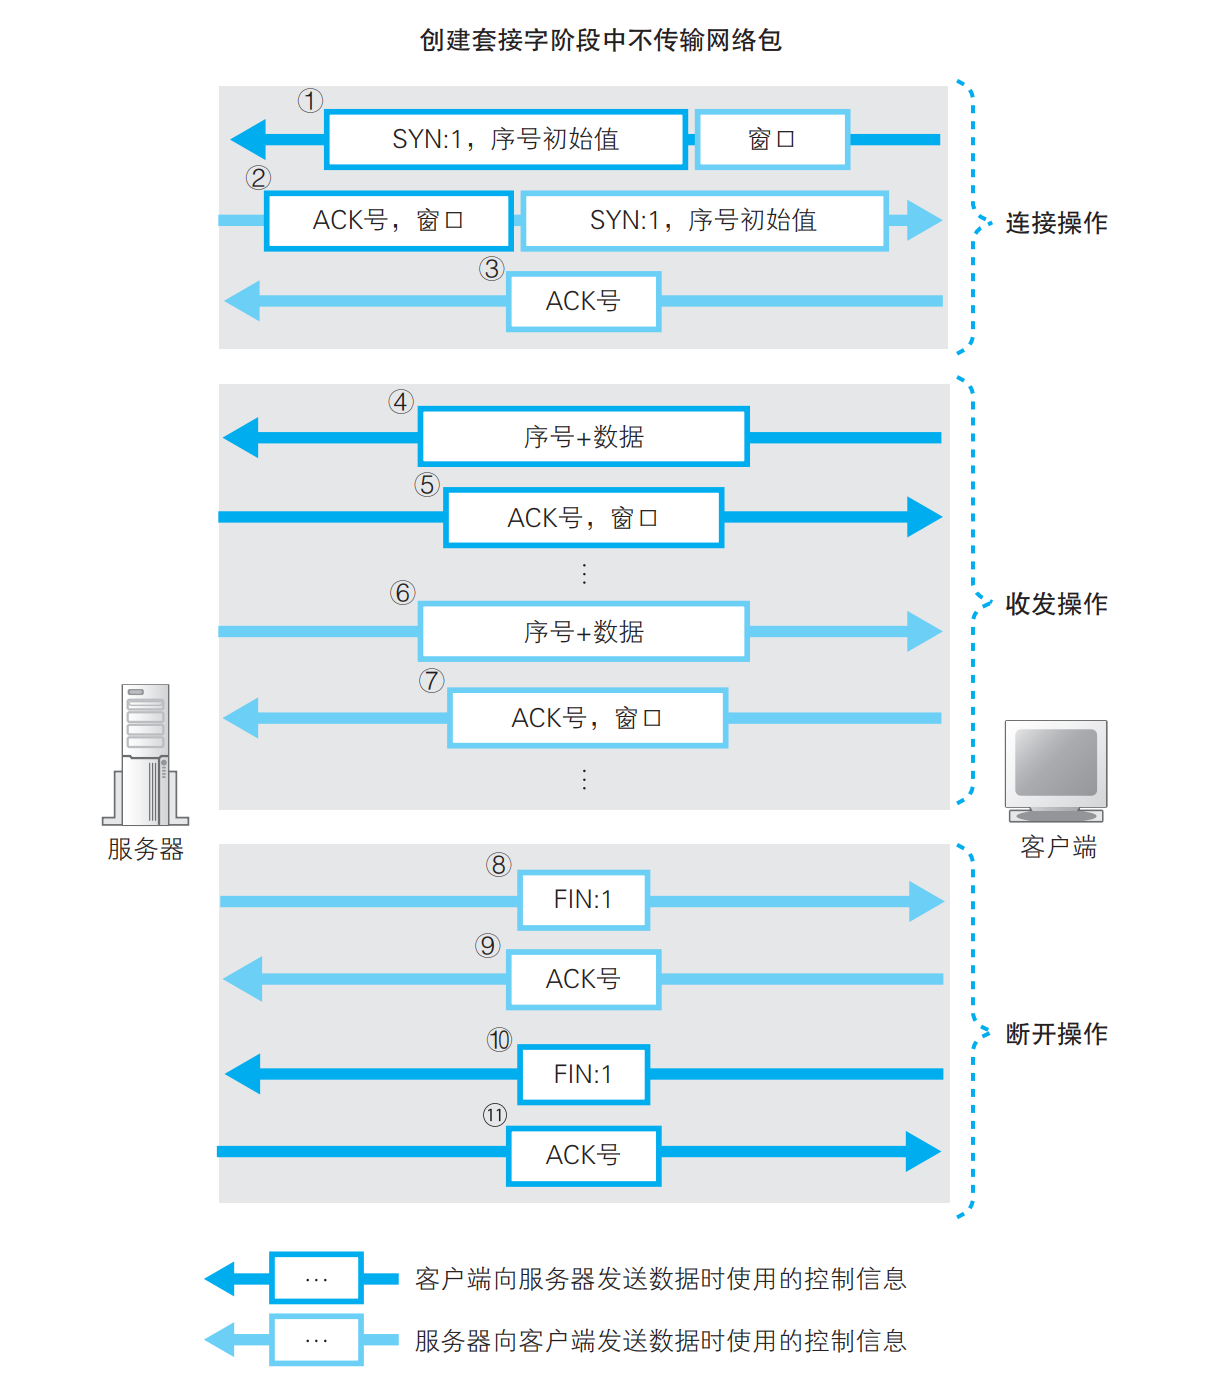 创建套接字阶段中不传输网络包
①
SYN:1，序号初始值
窗口
②
ACK号，窗口
SYN:1，序号初始值
连接操作
③
ACK号
④
序号+数据
⑤
ACK号，窗口
⋮
⑥
序号+数据
收发操作
⑦
ACK号，窗口
⋮
服务器
客户端
⑧
FIN:1
⑨
ACK号
⑩
FIN:1
断开操作
⑪
ACK号
… 客户端向服务器发送数据时使用的控制信息
… 服务器向客户端发送数据时使用的控制信息